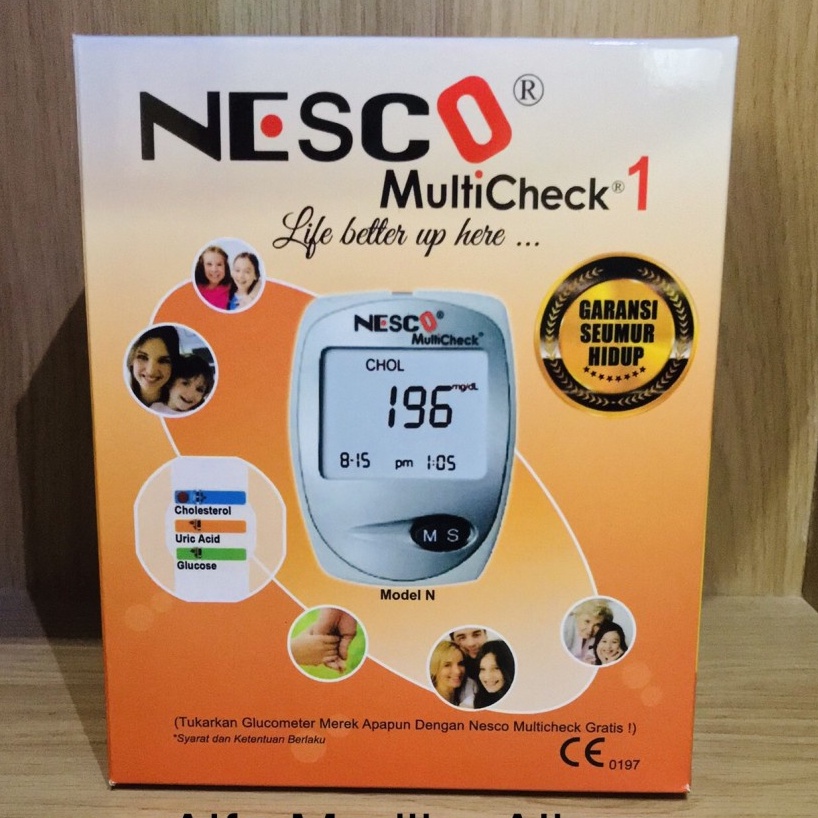 NESCO®
MultiCheck®1
Life better up here ...
GARANSI
SEUMUR
HIDUP
NESCO®
MultiCheck®
CHOL
196 mg/dL
8-15 pm 1:05
M S
Cholesterol
Uric Acid
Glucose
Model N
(Tukarkan Glucometer Merek Apapun Dengan Nesco Multicheck Gratis !)
*Syarat dan Ketentuan Berlaku
CE 0197